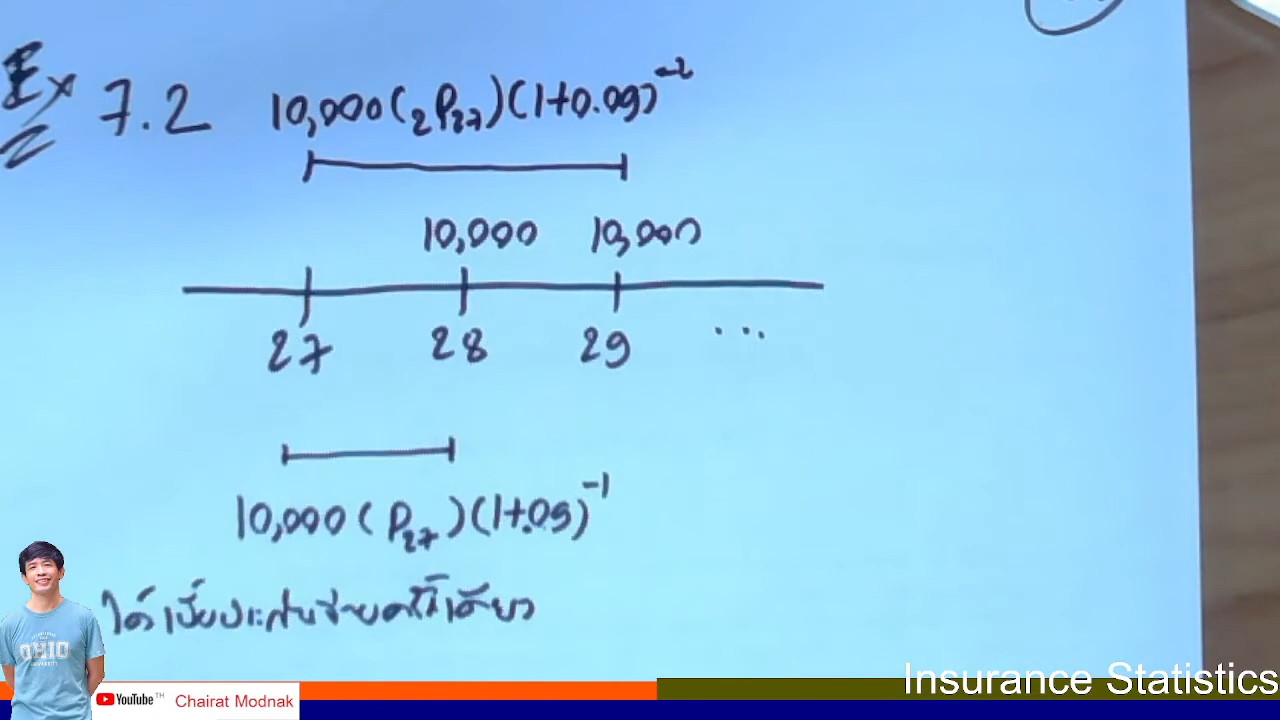 Ex 7.2 10,000(₂P₂₇)(1+0.09)⁻²
10,000 10,000
27 28 29 ...
10,000(P₂₇)(1+.09)⁻¹
ได้ เบี้ยประกันจ่ายครั้งเดียว
OHIO
YouTube TH Chairat Modnak
Insurance Statistics